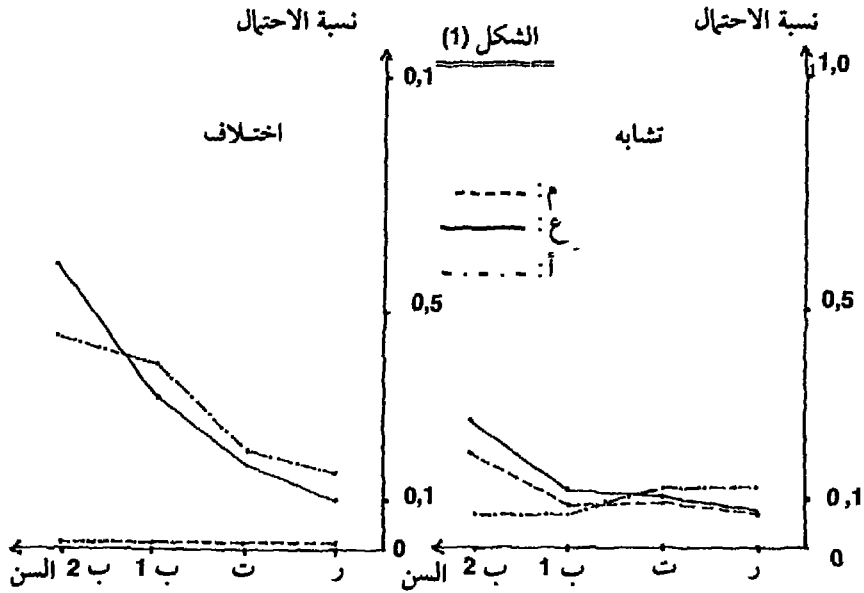 نسبة الاحتمال
الشكل (1)
نسبة الاحتمال
1,0
0,1
تشابه
اختلاف
م:
ع:
أ:
0,5
0,5
0,1
0,1
0
0
ر
ت
ب 1
ب 2
السن
ر
ت
ب 1
ب 2
السن